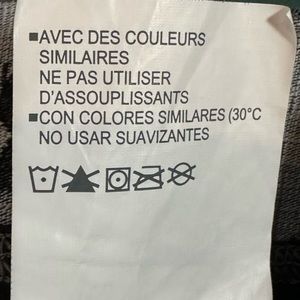 ■AVEC DES COULEURS
SIMILAIRES
NE PAS UTILISER
D'ASSOUPLISSANTS
■CON COLORES SIMILARES (30°C
NO USAR SUAVIZANTES